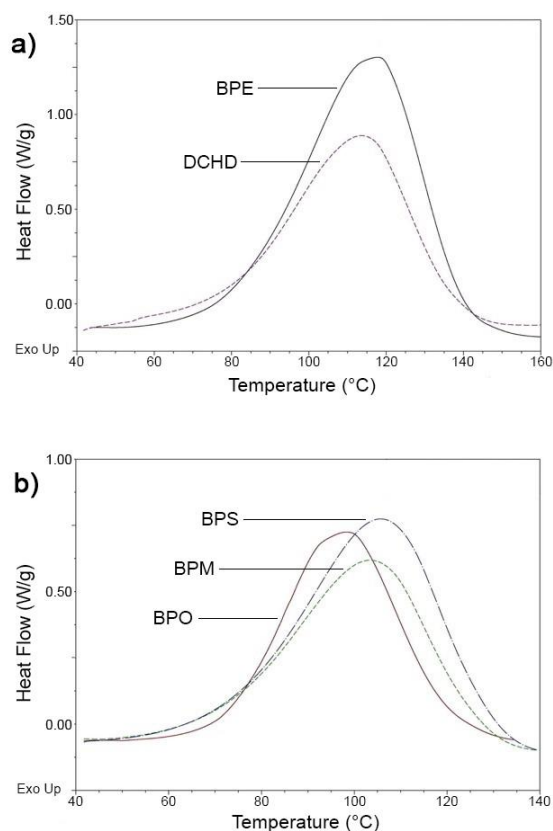 a)
1.50
1.00
0.50
0.00
Heat Flow (W/g)
BPE
DCHD
Exo Up
40 60 80 100 120 140 160
Temperature (°C)
b)
1.00
0.50
0.00
Heat Flow (W/g)
BPS
BPM
BPO
Exo Up
40 60 80 100 120 140
Temperature (°C)